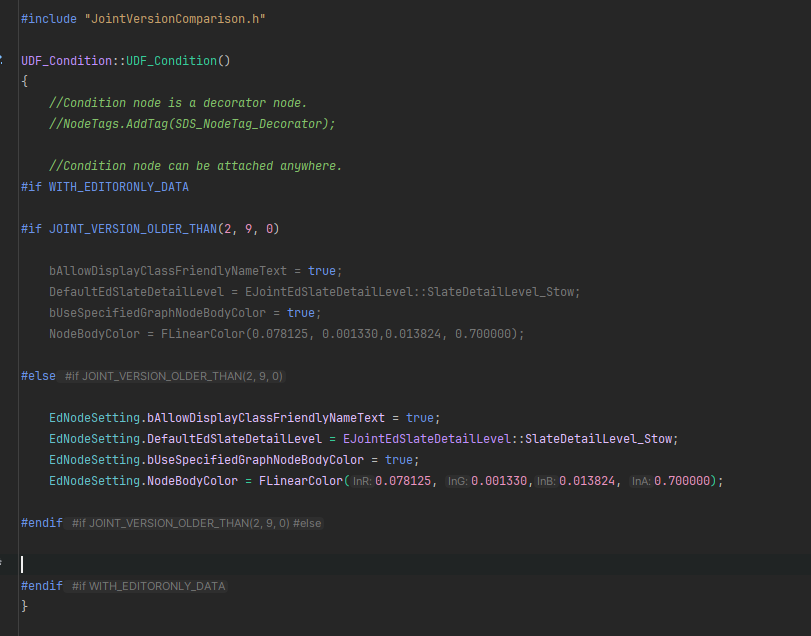 #include "JointVersionComparison.h"
UDF_Condition::UDF_Condition()
{
//Condition node is a decorator node.
//NodeTags.AddTag(SDS_NodeTag_Decorator);
//Condition node can be attached anywhere.
#if WITH_EDITORONLY_DATA
#if JOINT_VERSION_OLDER_THAN(2, 9, 0)
bAllowDisplayClassFriendlyNameText = true;
DefaultEdSlateDetailLevel = EJointEdSlateDetailLevel::SlateDetailLevel_Stow;
bUseSpecifiedGraphNodeBodyColor = true;
NodeBodyColor = FLinearColor(0.078125, 0.001330,0.013824, 0.700000);
#else #if JOINT_VERSION_OLDER_THAN(2, 9, 0)
EdNodeSetting.bAllowDisplayClassFriendlyNameText = true;
EdNodeSetting.DefaultEdSlateDetailLevel = EJointEdSlateDetailLevel::SlateDetailLevel_Stow;
EdNodeSetting.bUseSpecifiedGraphNodeBodyColor = true;
EdNodeSetting.NodeBodyColor = FLinearColor( InR: 0.078125, InG: 0.001330, InB: 0.013824, InA: 0.700000);
#endif #if JOINT_VERSION_OLDER_THAN(2, 9, 0) #else
#endif #if WITH_EDITORONLY_DATA
}